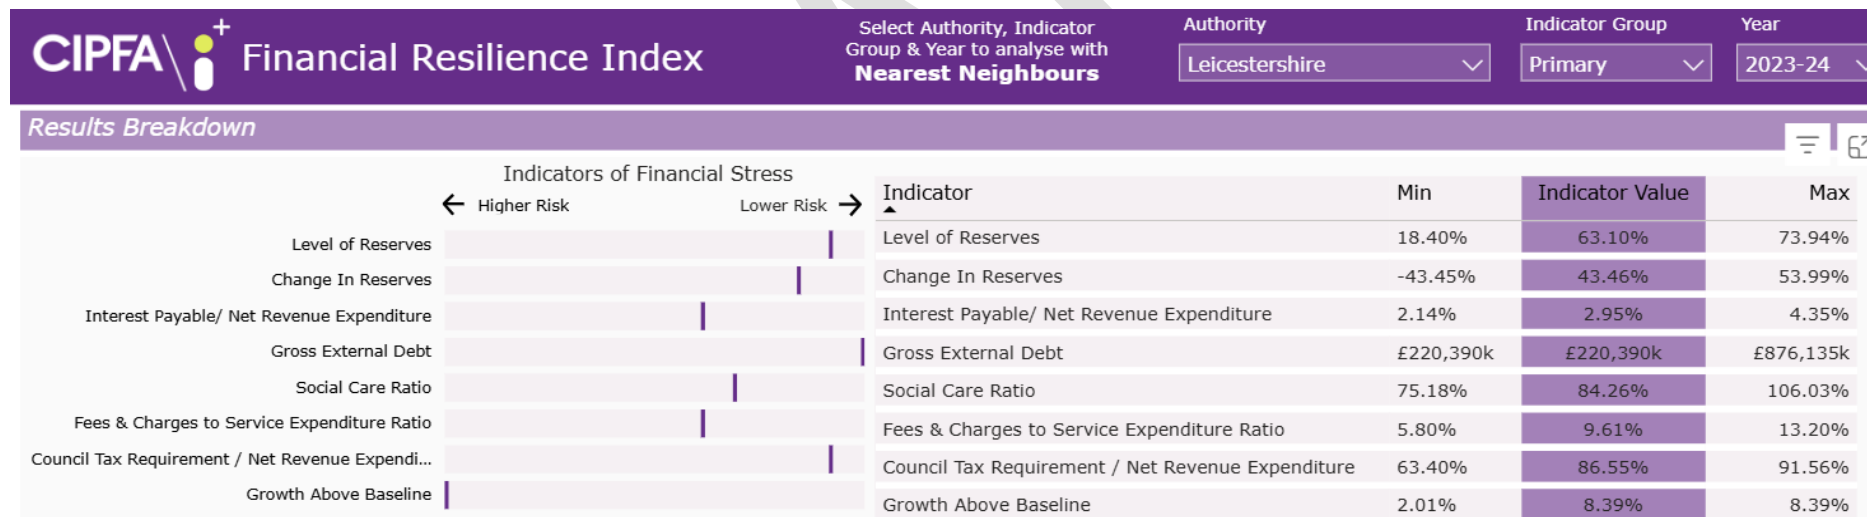 CIPFA\ i+ Financial Resilience Index
Select Authority, Indicator
Group & Year to analyse with
Nearest Neighbours
Authority
Leicestershire
Indicator Group
Primary
Year
2023-24
Results Breakdown
Indicators of Financial Stress
← Higher Risk
Lower Risk →
Level of Reserves
Change In Reserves
Interest Payable/ Net Revenue Expenditure
Gross External Debt
Social Care Ratio
Fees & Charges to Service Expenditure Ratio
Council Tax Requirement / Net Revenue Expendi...
Growth Above Baseline
Indicator Min Indicator Value Max
Level of Reserves 18.40% 63.10% 73.94%
Change In Reserves -43.45% 43.46% 53.99%
Interest Payable/ Net Revenue Expenditure 2.14% 2.95% 4.35%
Gross External Debt £220,390k £220,390k £876,135k
Social Care Ratio 75.18% 84.26% 106.03%
Fees & Charges to Service Expenditure Ratio 5.80% 9.61% 13.20%
Council Tax Requirement / Net Revenue Expenditure 63.40% 86.55% 91.56%
Growth Above Baseline 2.01% 8.39% 8.39%